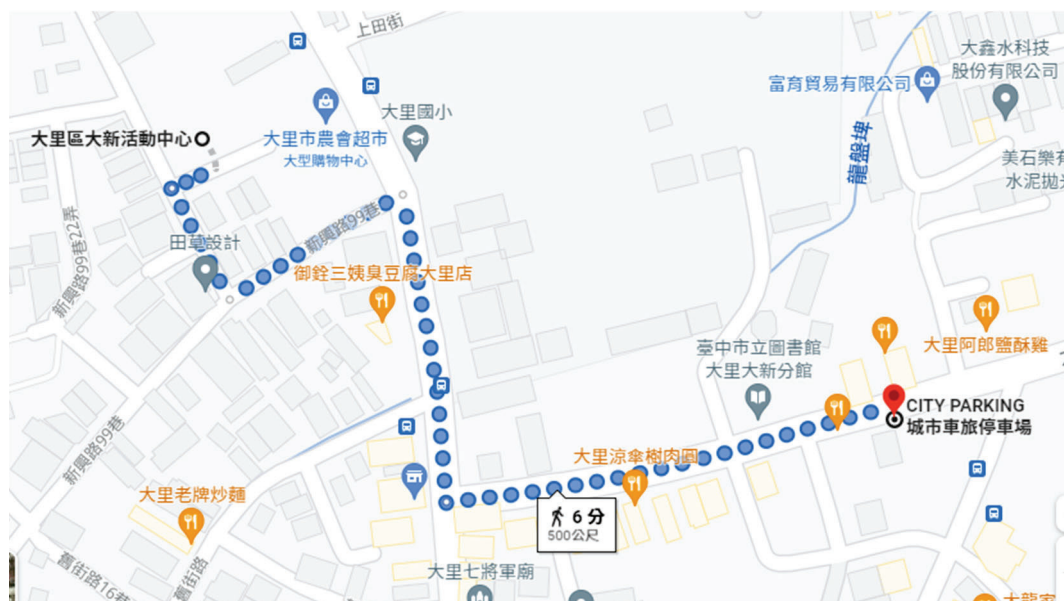 上田街
大鑫水科技
股份有限公司
富育貿易有限公司
大里國小
大里區大新活動中心
大里市農會超市
大型購物中心
龍盤埤
美石樂有
水泥拋光
新興路99巷22弄
新興路99巷
田草設計
御銓三姨臭豆腐大里店
臺中市立圖書館
大里大新分館
大里阿郎鹽酥雞
CITY PARKING
城市車旅停車場
新興路99巷
大里涼傘樹肉圓
大里老牌炒麵
6 分
500公尺
舊街路16巷
舊街路
大里七將軍廟
大龍家